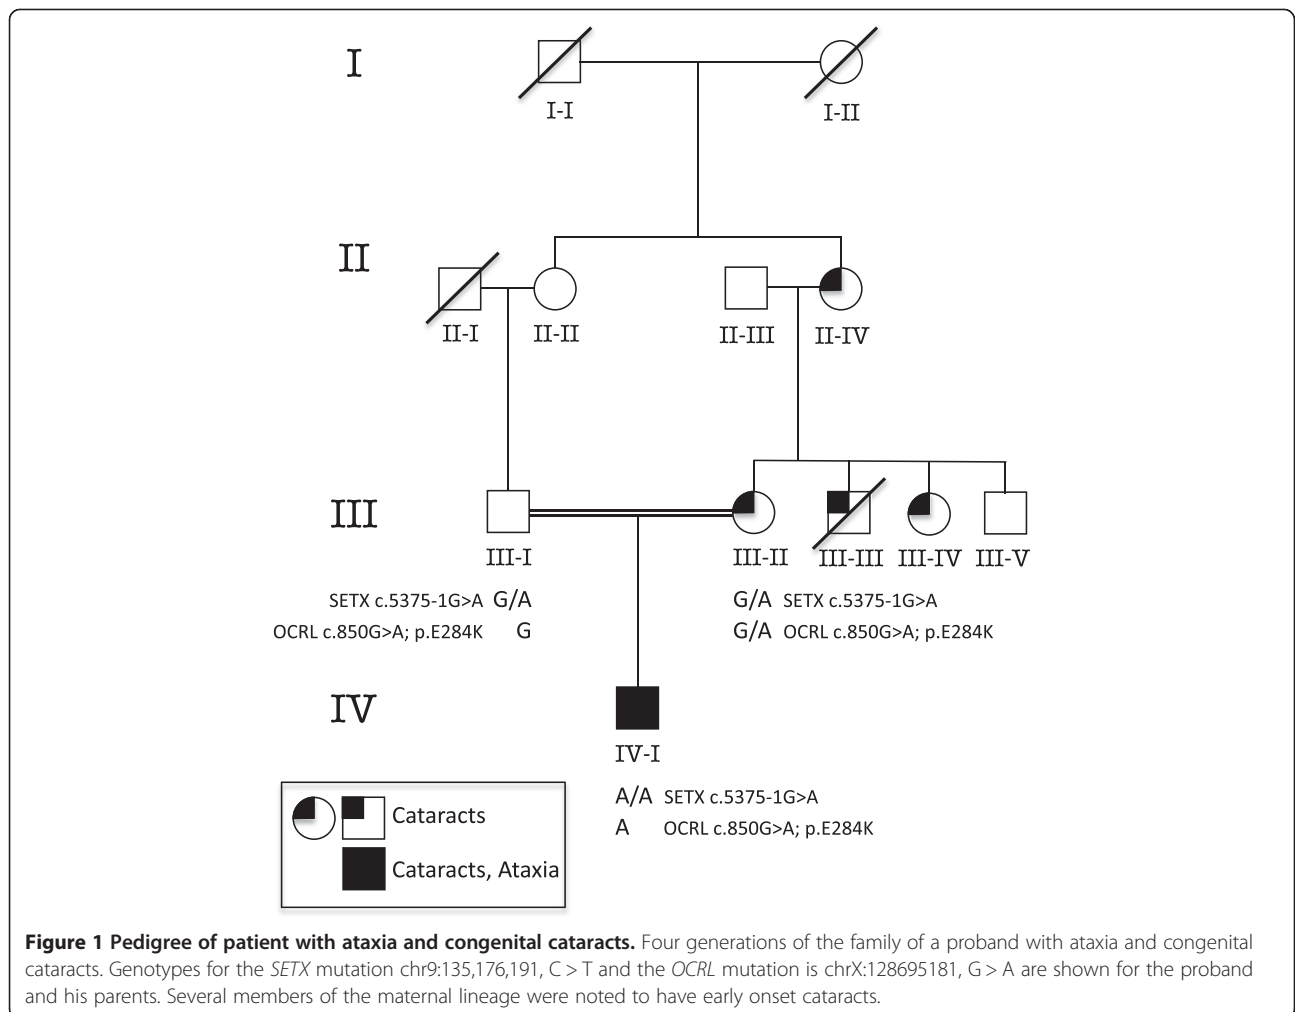 I
I-I
I-II
II
II-I
II-II
II-III
II-IV
III
III-I
III-II
III-III
III-IV
III-V
SETX c.5375-1G>A G/A
OCRL c.850G>A; p.E284K G
G/A SETX c.5375-1G>A
G/A OCRL c.850G>A; p.E284K
IV
IV-I
A/A SETX c.5375-1G>A
A OCRL c.850G>A; p.E284K
Cataracts
Cataracts, Ataxia
Figure 1 Pedigree of patient with ataxia and congenital cataracts. Four generations of the family of a proband with ataxia and congenital
cataracts. Genotypes for the SETX mutation chr9:135,176,191, C > T and the OCRL mutation is chrX:128695181, G > A are shown for the proband
and his parents. Several members of the maternal lineage were noted to have early onset cataracts.